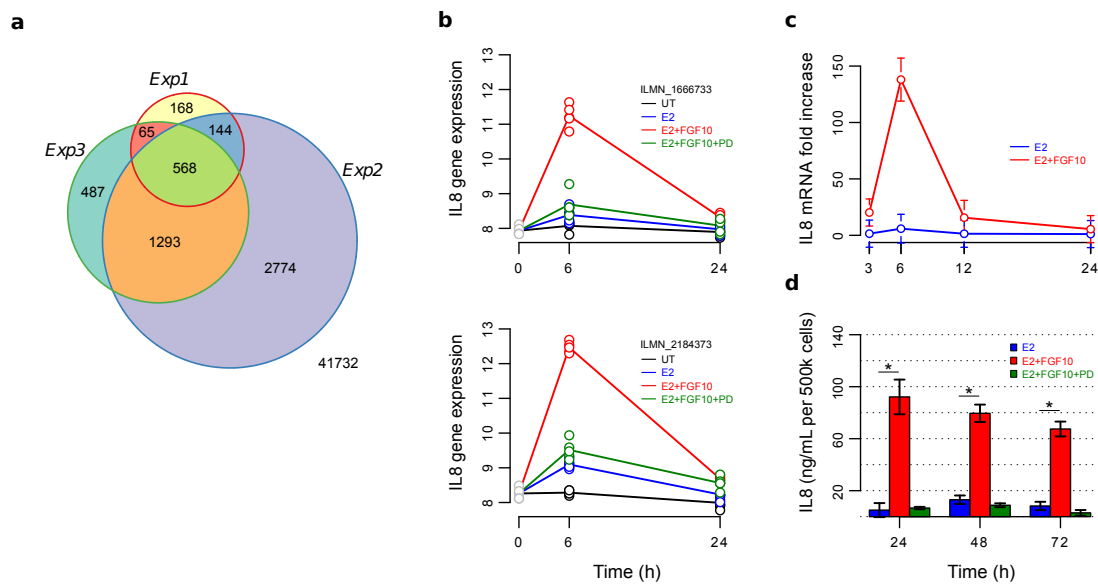 a
Exp1
168
65
144
Exp3
Exp2
568
487
1293
2774
41732
b
13
12
11
10
9
8
IL8 gene expression
ILMN_1666733
UT
E2
E2+FGF10
E2+FGF10+PD
0
6
24
13
12
11
10
9
8
IL8 gene expression
ILMN_2184373
UT
E2
E2+FGF10
E2+FGF10+PD
0
6
24
Time (h)
c
150
100
50
0
IL8 mRNA fold increase
E2
E2+FGF10
3
6
12
24
d
140
100
60
20
IL8 (ng/mL per 500k cells)
E2
E2+FGF10
E2+FGF10+PD
*
*
*
24
48
72
Time (h)